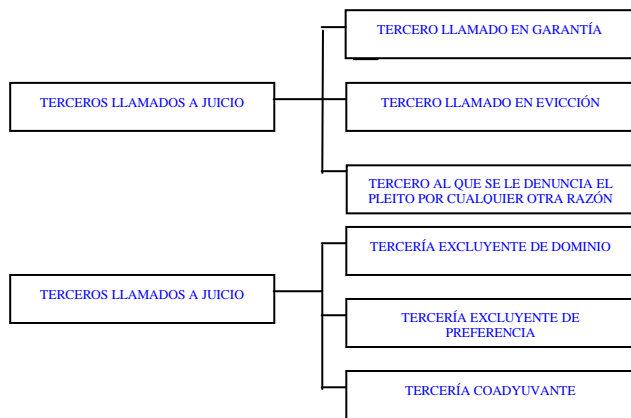 TERCERO LLAMADO EN GARANTÍA
TERCEROS LLAMADOS A JUICIO
TERCERO LLAMADO EN EVICCIÓN
TERCERO AL QUE SE LE DENUNCIA EL
PLEITO POR CUALQUIER OTRA RAZÓN
TERCERÍA EXCLUYENTE DE DOMINIO
TERCEROS LLAMADOS A JUICIO
TERCERÍA EXCLUYENTE DE
PREFERENCIA
TERCERÍA COADYUVANTE